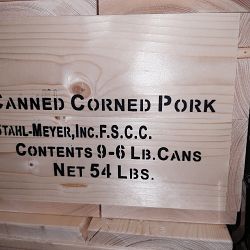 CANNED CORNED PORK
STAHL-MEYER, INC. F.S.C.C.
CONTENTS 9-6 LB. CANS
NET 54 LBS.